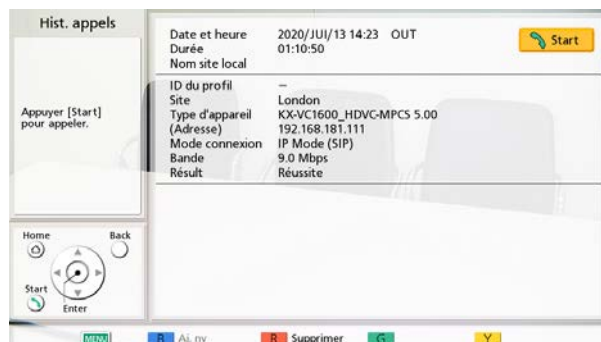 Hist. appels
Date et heure 2020/JUI/13 14:23 OUT
Start
Durée 01:10:50
Nom site local
Appuyer [Start]
pour appeler.
ID du profil —
Site London
Type d'appareil KX-VC1600_HDVC-MPCS 5.00
(Adresse) 192.168.181.111
Mode connexion IP Mode (SIP)
Bande 9.0 Mbps
Résult Réussite
Home Back
Start
Enter
MENU B Aj. nv R Supprimer G Y